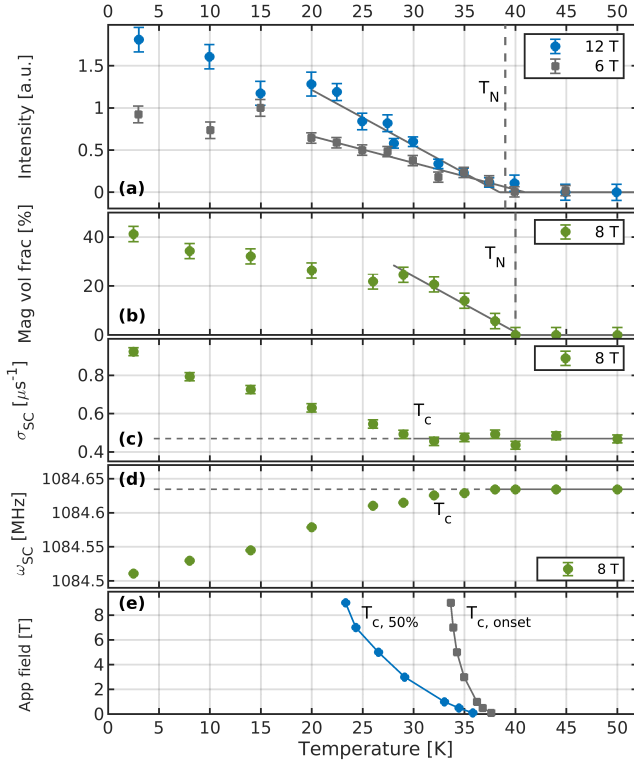 0 5 10 15 20 25 30 35 40 45 50
Intensity [a.u.]
1.5
1
0.5
0
12 T
6 T
T_N
(a)
Mag vol frac [%]
40
20
0
8 T
T_N
(b)
σ_SC [μs⁻¹]
0.8
0.6
0.4
8 T
T_c
(c)
(d)
ω_SC [MHz]
1084.65
1084.6
1084.55
1084.5
T_c
8 T
(e)
App field [T]
8
6
4
2
0
T_c, 50%
T_c, onset
0 5 10 15 20 25 30 35 40 45 50
Temperature [K]